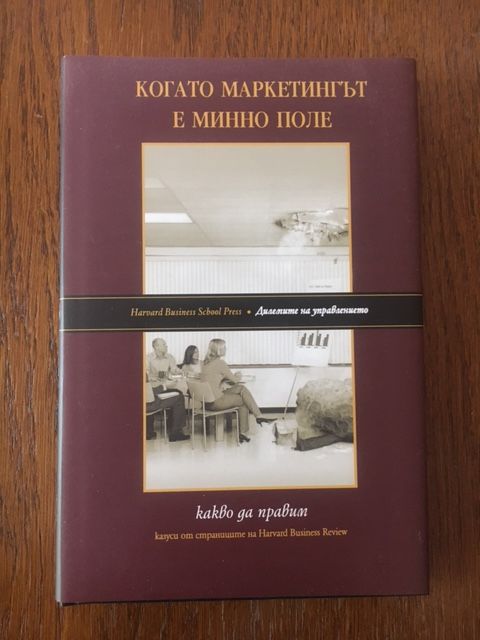 КОГАТО МАРКЕТИНГЪТ
Е МИННО ПОЛЕ
Harvard Business School Press • Дилемите на управлението
какво да правим
казуси от страниците на Harvard Business Review